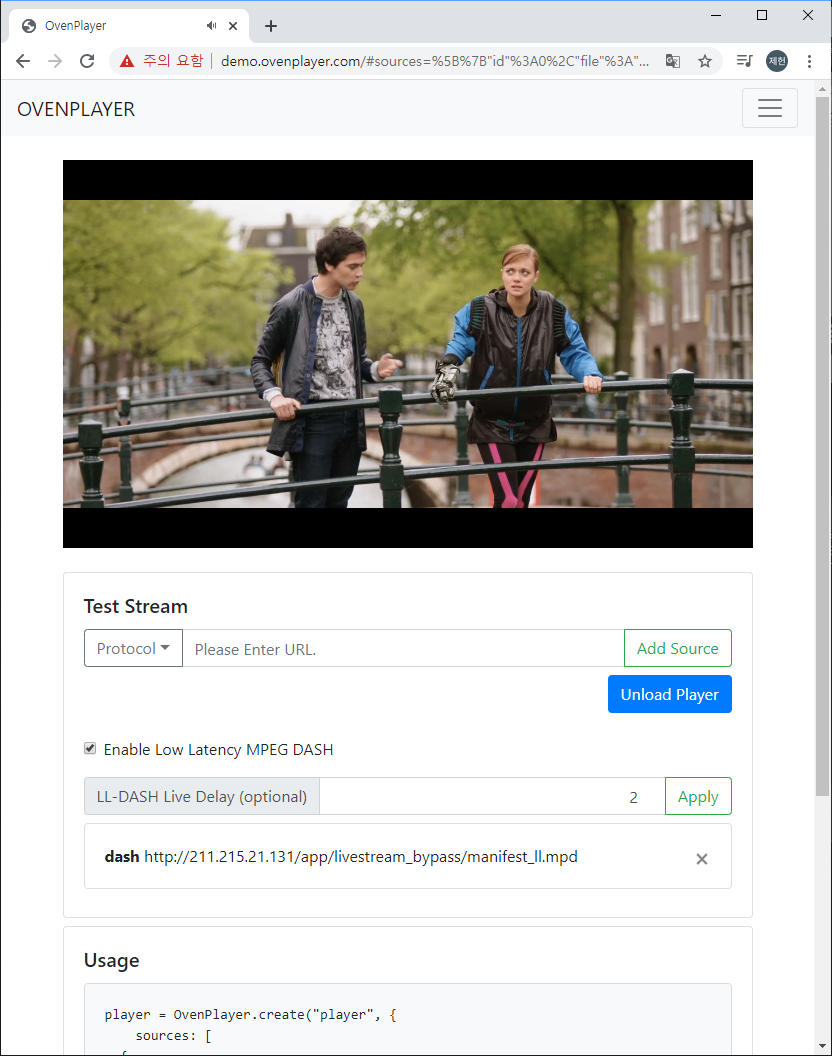 OvenPlayer
주의 요함 | demo.ovenplayer.com/#sources=%5B%7B"id"%3A0%2C"file"%3A"...
제헌
OVENPLAYER
Test Stream
Protocol Please Enter URL. Add Source
Unload Player
Enable Low Latency MPEG DASH
LL-DASH Live Delay (optional) 2 Apply
dash http://211.215.21.131/app/livestream_bypass/manifest_ll.mpd
Usage
player = OvenPlayer.create("player", {
sources: [
{